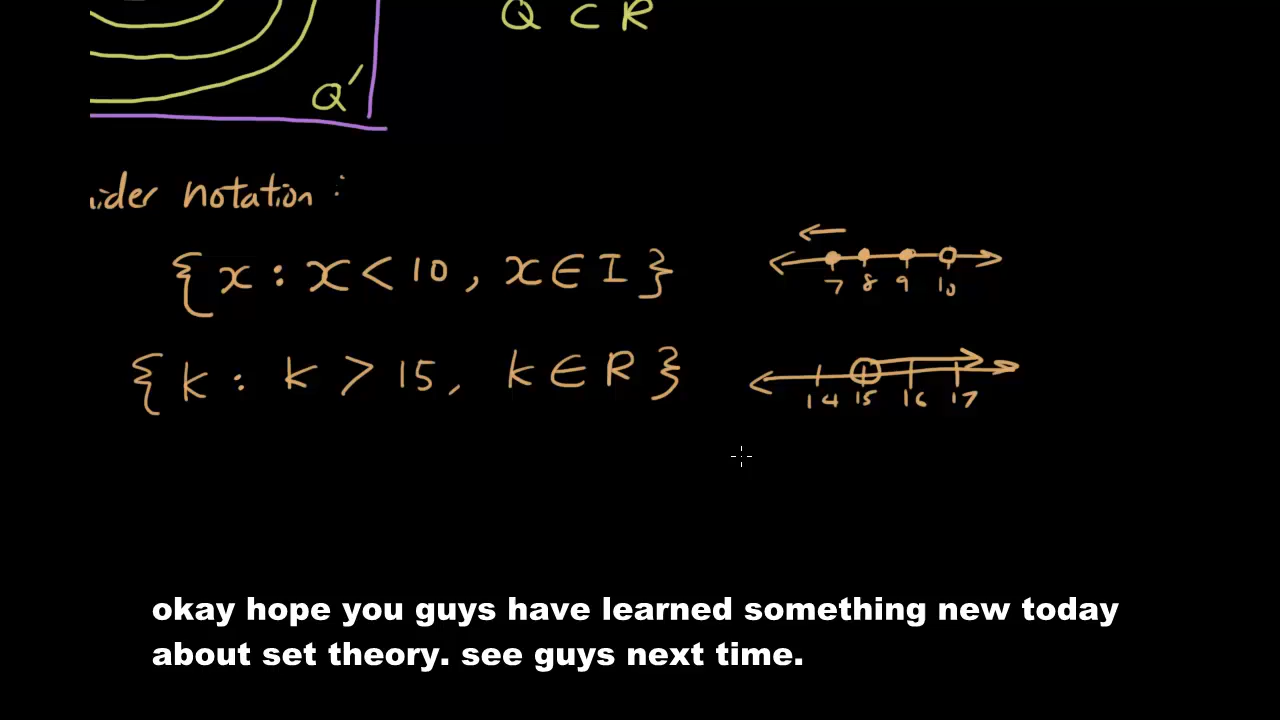 Q ⊂ R
Q′
notation :
{ x : x < 10 , x ∈ I }
7 8 9 10
{ k : k > 15, k ∈ R }
14 15 16 17
okay hope you guys have learned something new today
about set theory. see guys next time.